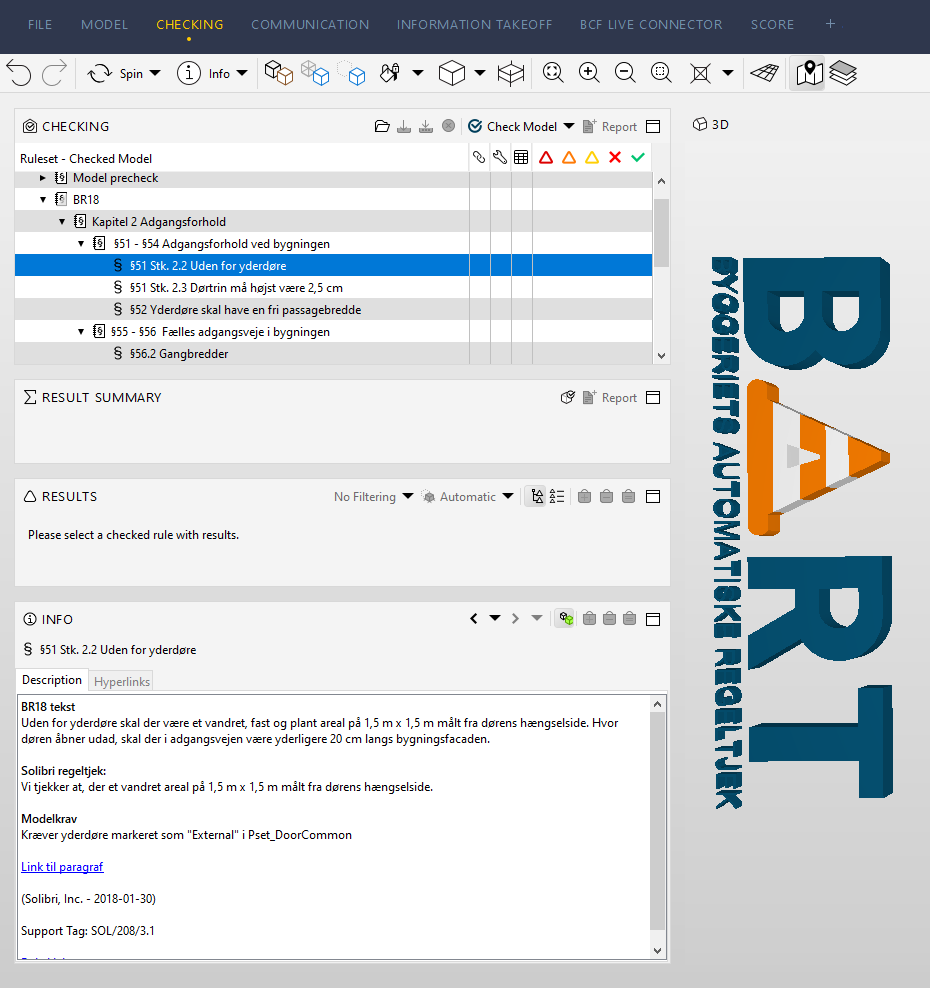 FILE MODEL CHECKING COMMUNICATION INFORMATION TAKEOFF BCF LIVE CONNECTOR SCORE +
Spin Info
CHECKING Check Model Report
Ruleset - Checked Model
Model precheck
BR18
Kapitel 2 Adgangsforhold
§51 - §54 Adgangsforhold ved bygningen
§ §51 Stk. 2.2 Uden for yderdøre
§ §51 Stk. 2.3 Dørtrin må højst være 2,5 cm
§ §52 Yderdøre skal have en fri passagebredde
§55 - §56 Fælles adgangsveje i bygningen
§ §56.2 Gangbredder
RESULT SUMMARY Report
RESULTS No Filtering Automatic
Please select a checked rule with results.
INFO
§ §51 Stk. 2.2 Uden for yderdøre
Description Hyperlinks
BR18 tekst
Uden for yderdøre skal der være et vandret, fast og plant areal på 1,5 m x 1,5 m målt fra dørens hængselside. Hvor
døren åbner udad, skal der i adgangsvejen være yderligere 20 cm langs bygningsfacaden.
Solibri regeltjek:
Vi tjekker at, der et vandret areal på 1,5 m x 1,5 m målt fra dørens hængselside.
Modelkrav
Kræver yderdøre markeret som "External" i Pset_DoorCommon
Link til paragraf
(Solibri, Inc. - 2018-01-30)
Support Tag: SOL/208/3.1
3D
BART
BYGGERIETS AUTOMATISKE REGELTJEK